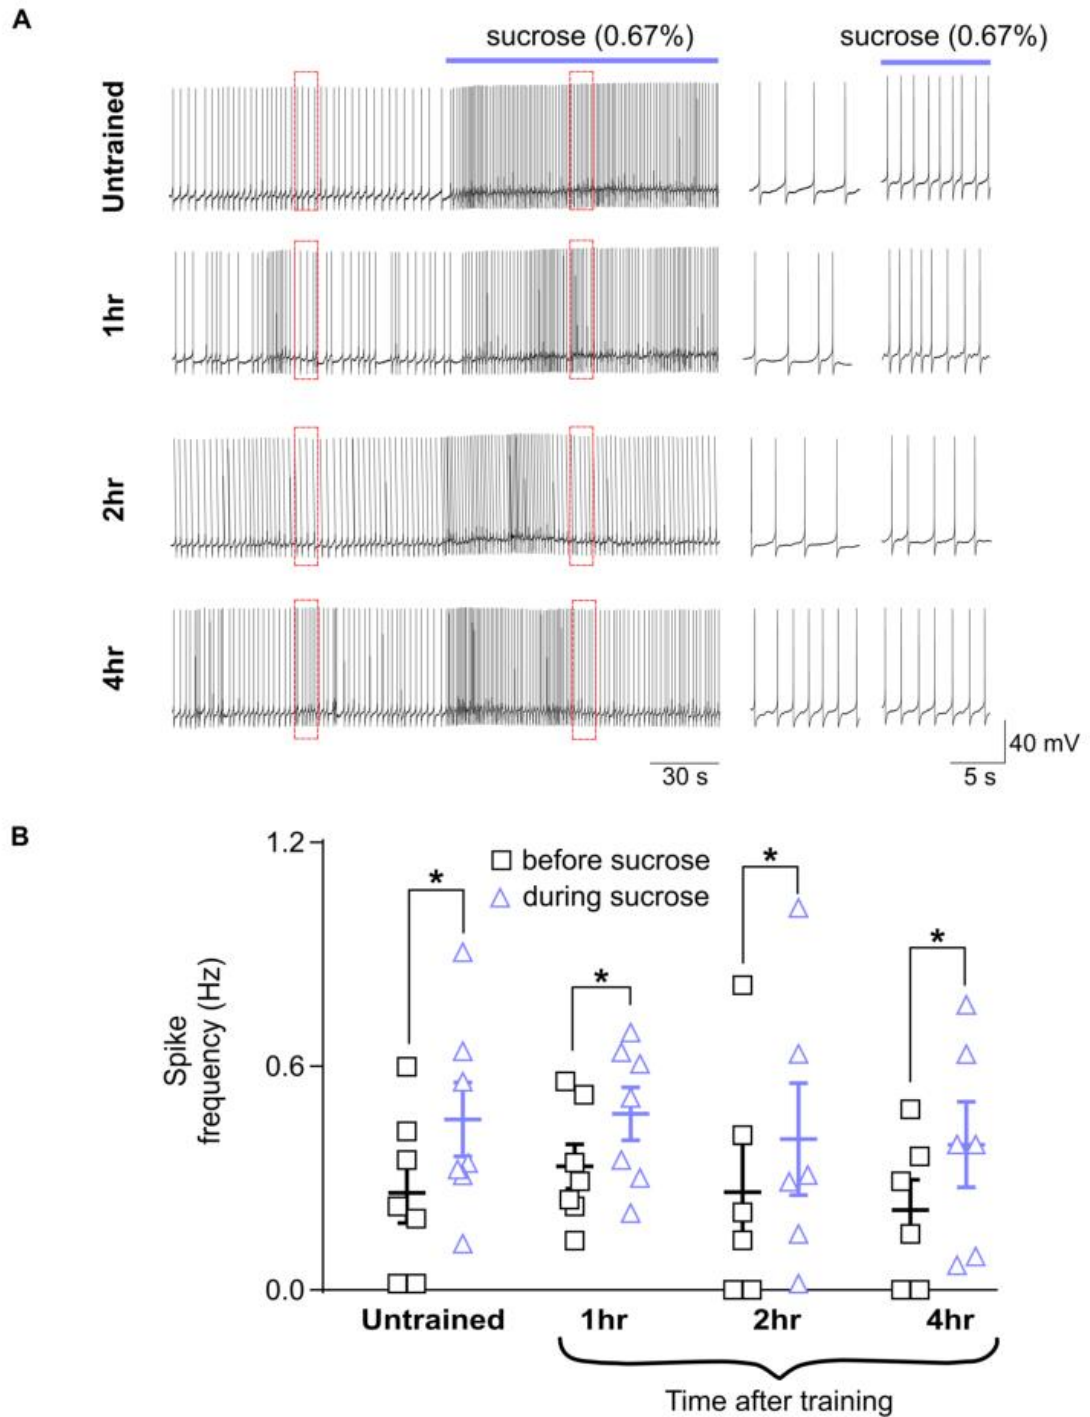 A
sucrose (0.67%)
sucrose (0.67%)
Untrained
1hr
2hr
4hr
40 mV
30 s
5 s
B
1.2
0.6
0.0
Spike
frequency (Hz)
before sucrose
during sucrose
*
*
*
*
Untrained
1hr
2hr
4hr
Time after training